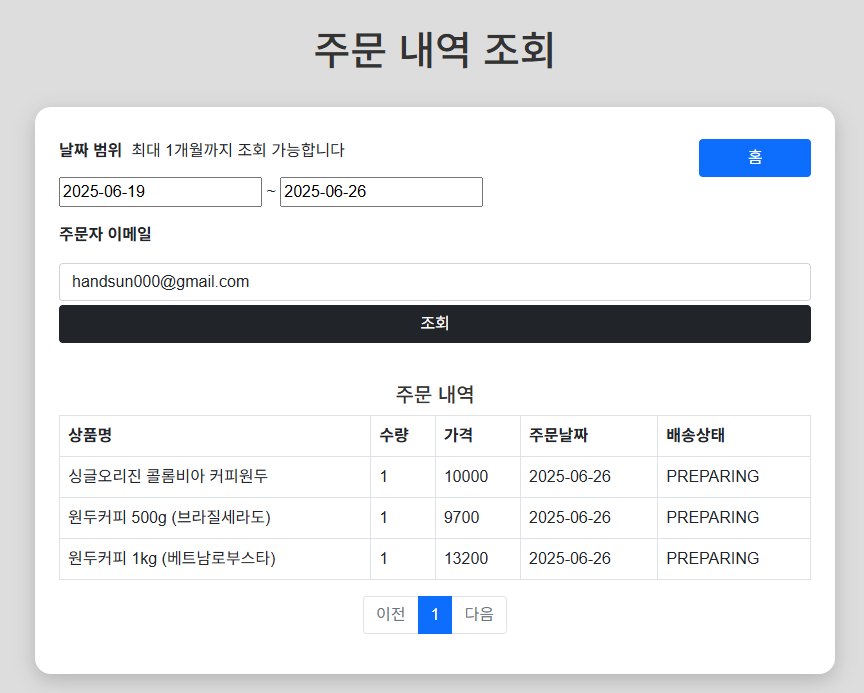 주문 내역 조회
날짜 범위 최대 1개월까지 조회 가능합니다
홈
2025-06-19 ~ 2025-06-26
주문자 이메일
handsun000@gmail.com
조회
주문 내역
상품명 수량 가격 주문날짜 배송상태
싱글오리진 콜롬비아 커피원두 1 10000 2025-06-26 PREPARING
원두커피 500g (브라질세라도) 1 9700 2025-06-26 PREPARING
원두커피 1kg (베트남로부스타) 1 13200 2025-06-26 PREPARING
이전 1 다음